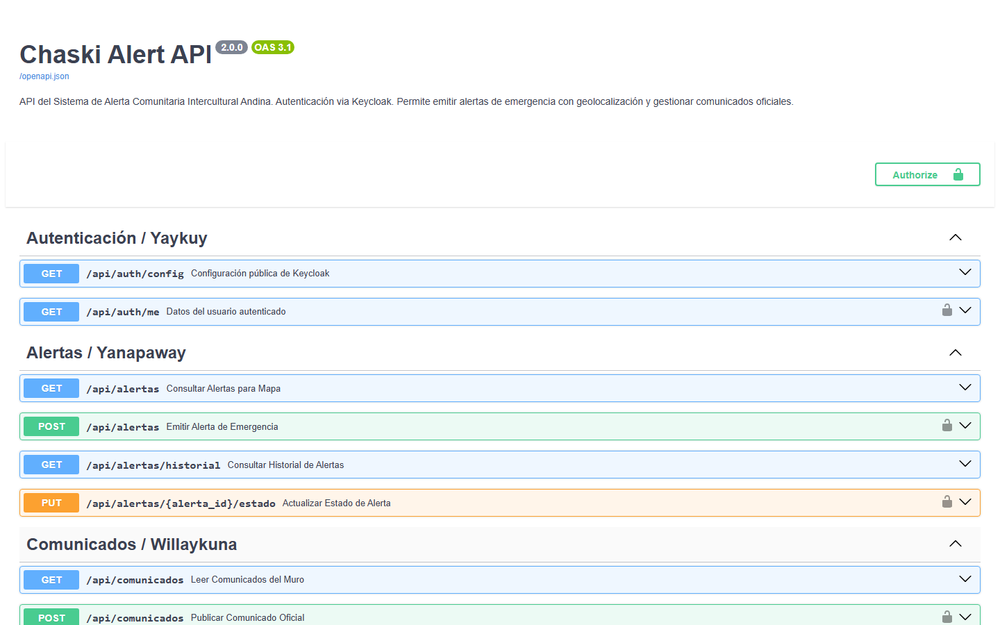 Chaski Alert API 2.0.0 OAS 3.1
/openapi.json
API del Sistema de Alerta Comunitaria Intercultural Andina. Autenticación via Keycloak. Permite emitir alertas de emergencia con geolocalización y gestionar comunicados oficiales.
Authorize
Autenticación / Yaykuy
GET /api/auth/config Configuración pública de Keycloak
GET /api/auth/me Datos del usuario autenticado
Alertas / Yanapaway
GET /api/alertas Consultar Alertas para Mapa
POST /api/alertas Emitir Alerta de Emergencia
GET /api/alertas/historial Consultar Historial de Alertas
PUT /api/alertas/{alerta_id}/estado Actualizar Estado de Alerta
Comunicados / Willaykuna
GET /api/comunicados Leer Comunicados del Muro
POST /api/comunicados Publicar Comunicado Oficial